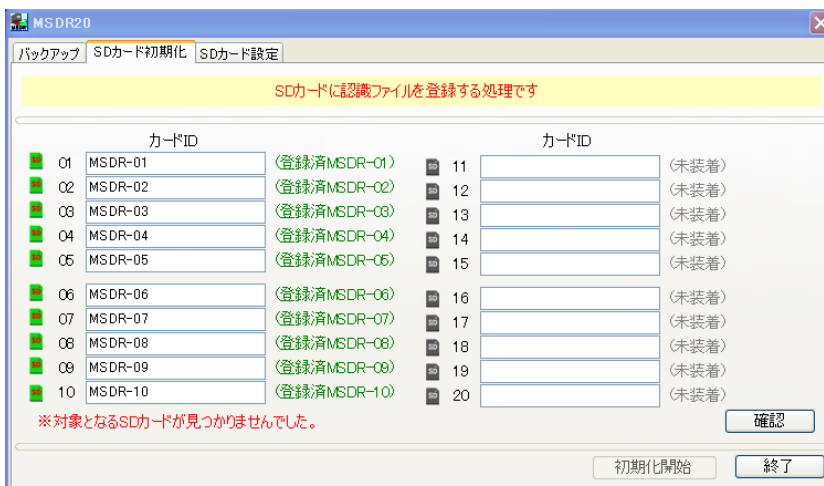 MSDR20
バックアップ SDカード初期化 SDカード設定
SDカードに認識ファイルを登録する処理です
カードID カードID
01 MSDR-01 (登録済MSDR-01) 11 (未装着)
02 MSDR-02 (登録済MSDR-02) 12 (未装着)
03 MSDR-03 (登録済MSDR-03) 13 (未装着)
04 MSDR-04 (登録済MSDR-04) 14 (未装着)
05 MSDR-05 (登録済MSDR-05) 15 (未装着)
06 MSDR-06 (登録済MSDR-06) 16 (未装着)
07 MSDR-07 (登録済MSDR-07) 17 (未装着)
08 MSDR-08 (登録済MSDR-08) 18 (未装着)
09 MSDR-09 (登録済MSDR-09) 19 (未装着)
10 MSDR-10 (登録済MSDR-10) 20 (未装着)
※対象となるSDカードが見つかりませんでした。 確認
初期化開始 終了